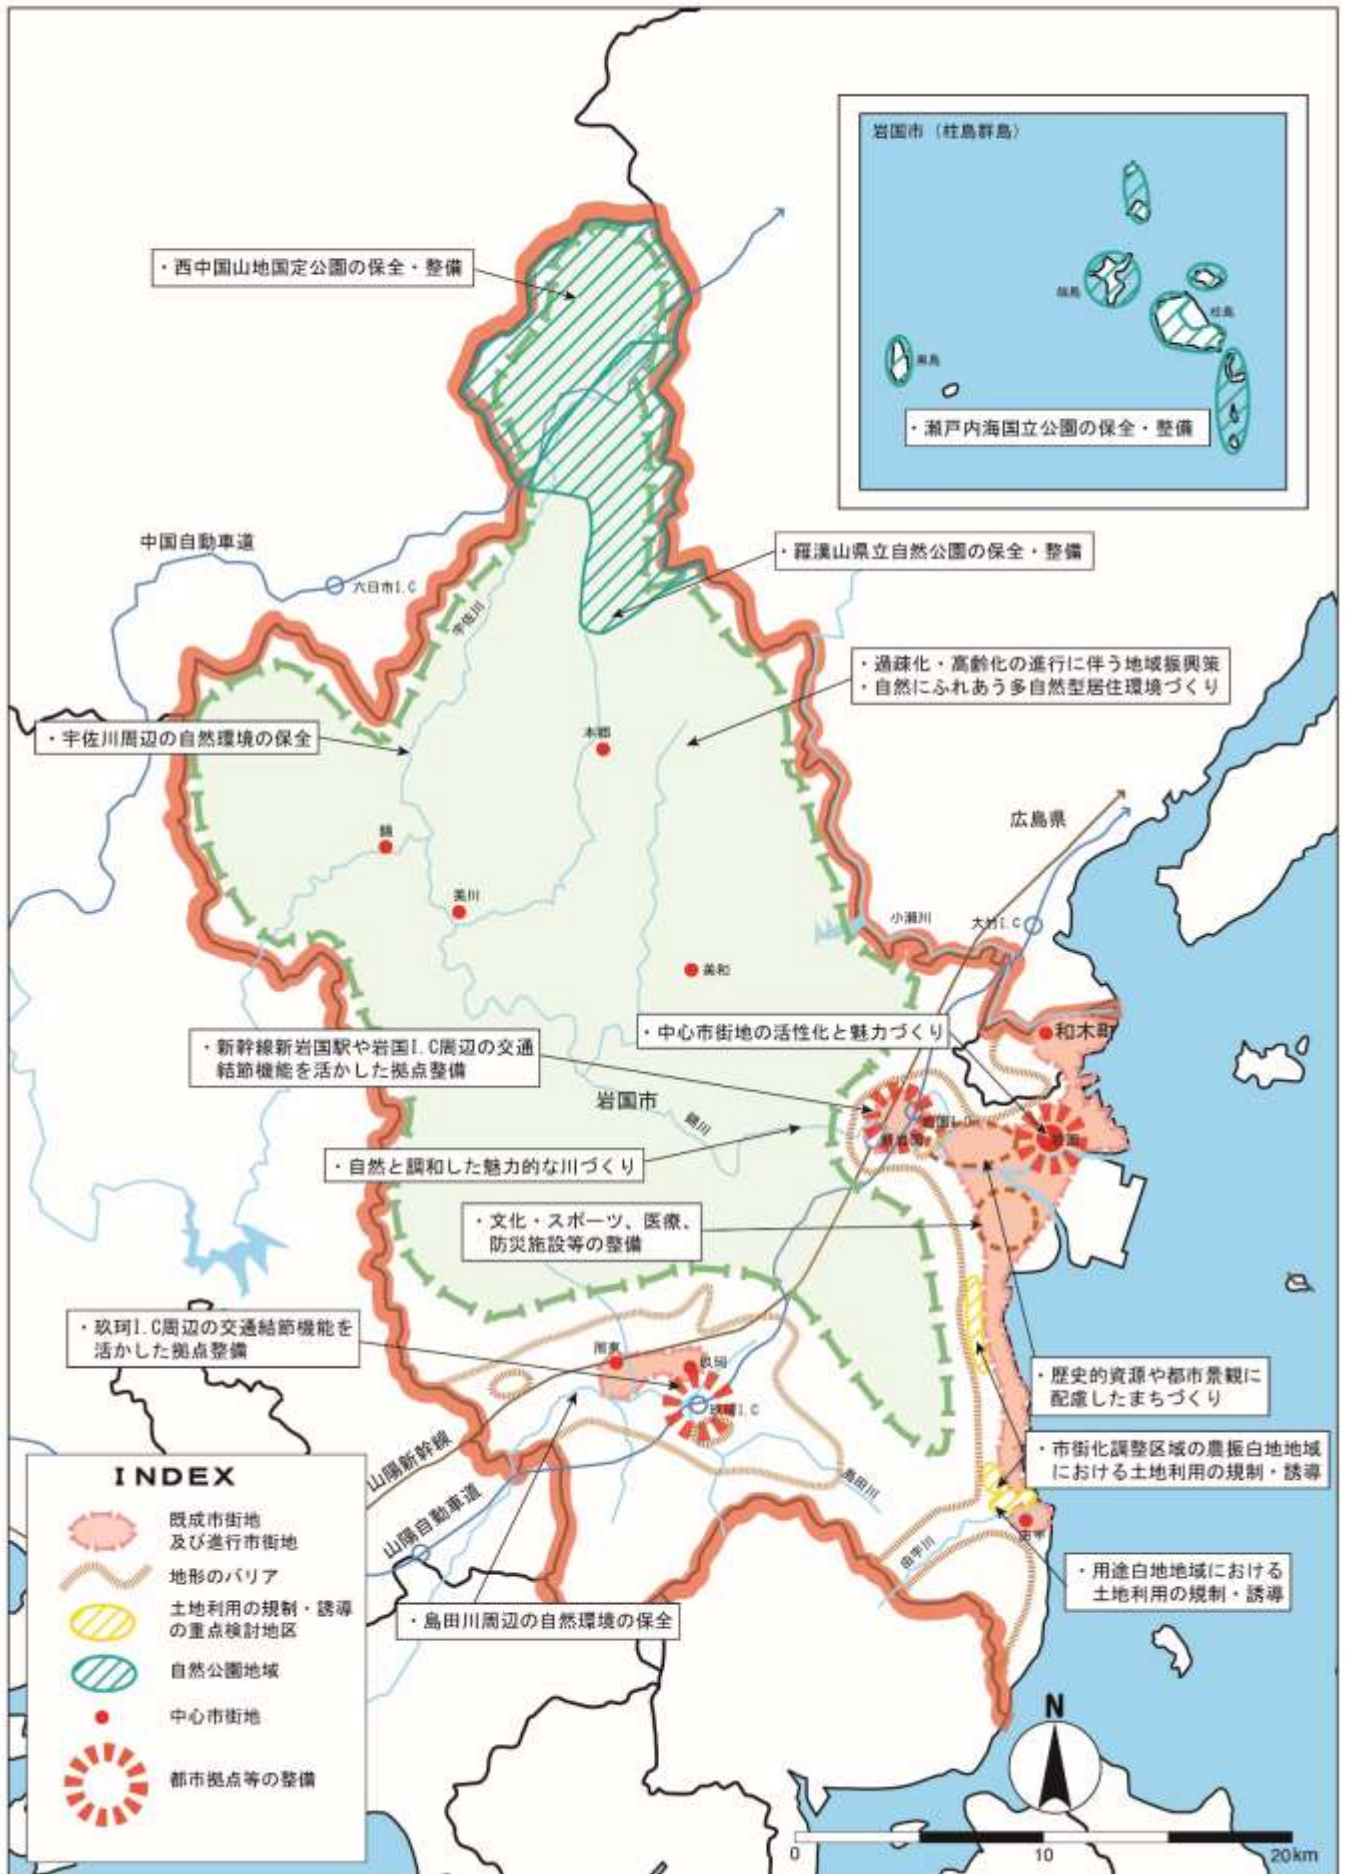 岩国市（柱島群島）
端島
柱島
黒島
・瀬戸内海国立公園の保全・整備
・西中国山地国定公園の保全・整備
中国自動車道
六日市I.C
・羅漢山県立自然公園の保全・整備
宇佐川
・過疎化・高齢化の進行に伴う地域振興策
・自然にふれあう多自然型居住環境づくり
・宇佐川周辺の自然環境の保全
本郷
広島県
錦
美川
小瀬川
大竹I.C
美和
・中心市街地の活性化と魅力づくり
和木町
・新幹線新岩国駅や岩国I.C周辺の交通
結節機能を活かした拠点整備
岩国市
錦川
岩国I.C
新岩国
岩国
・自然と調和した魅力的な川づくり
・文化・スポーツ、医療、
防災施設等の整備
・玖珂I.C周辺の交通結節機能を
活かした拠点整備
周東
玖珂
玖珂I.C
・歴史的資源や都市景観に
配慮したまちづくり
・市街化調整区域の農振白地地域
における土地利用の規制・誘導
山陽新幹線
山陽自動車道
島田川
由宇川
由宇
・用途白地地域における
土地利用の規制・誘導
・島田川周辺の自然環境の保全
INDEX
既成市街地
及び進行市街地
地形のバリア
土地利用の規制・誘導
の重点検討地区
自然公園地域
中心市街地
都市拠点等の整備
N
0
10
20km